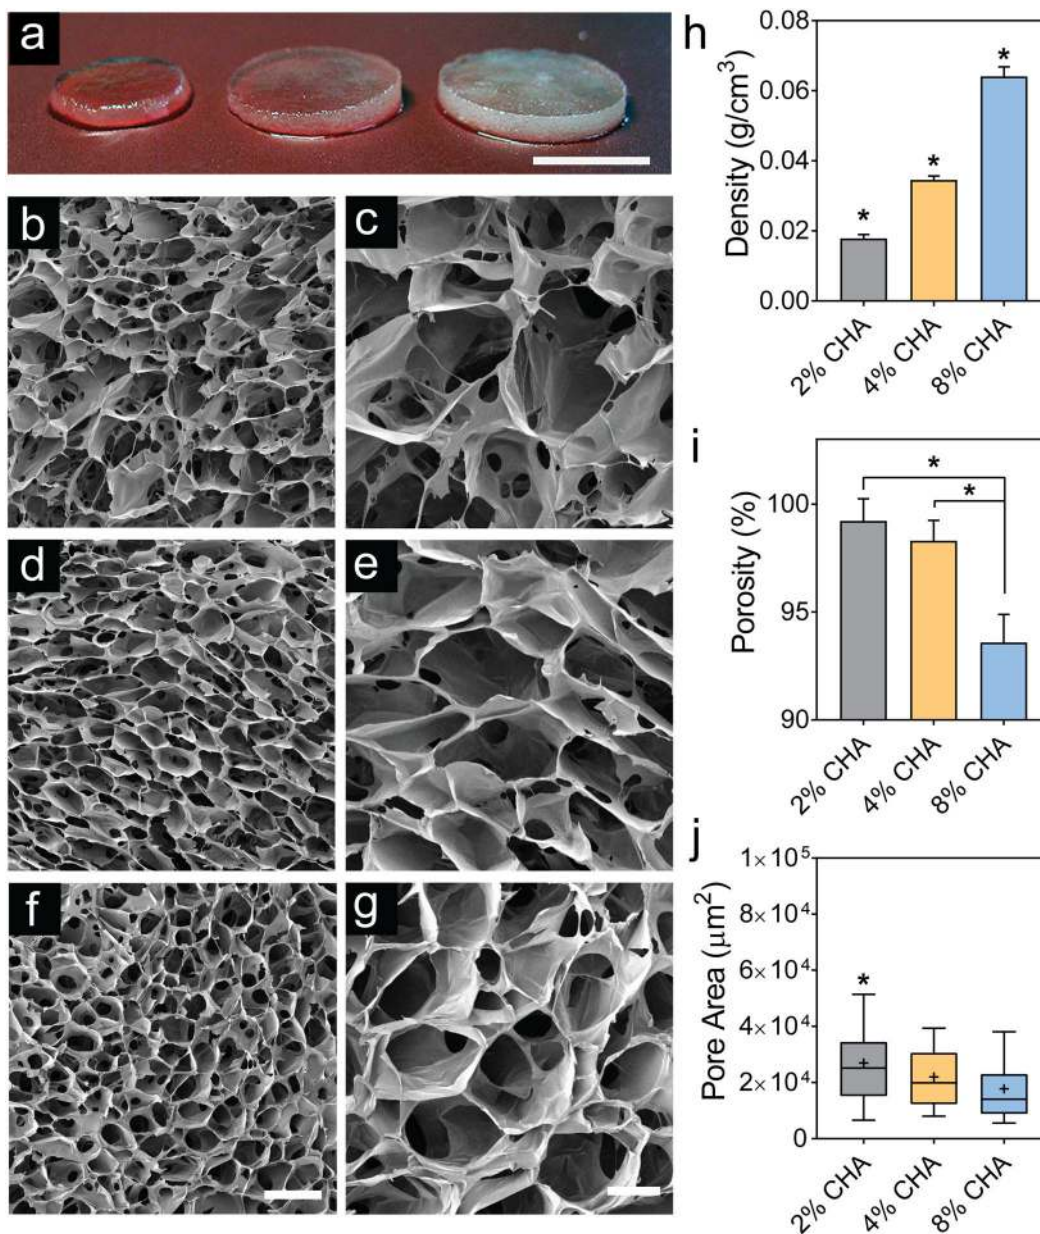 a
b
c
d
e
f
g
h
Density (g/cm³)
0.08
0.06
0.04
0.02
0.00
*
*
*
2% CHA
4% CHA
8% CHA
i
Porosity (%)
100
95
90
*
*
2% CHA
4% CHA
8% CHA
j
Pore Area (μm²)
1×10⁵
8×10⁴
6×10⁴
4×10⁴
2×10⁴
0
*
+
+
+
2% CHA
4% CHA
8% CHA